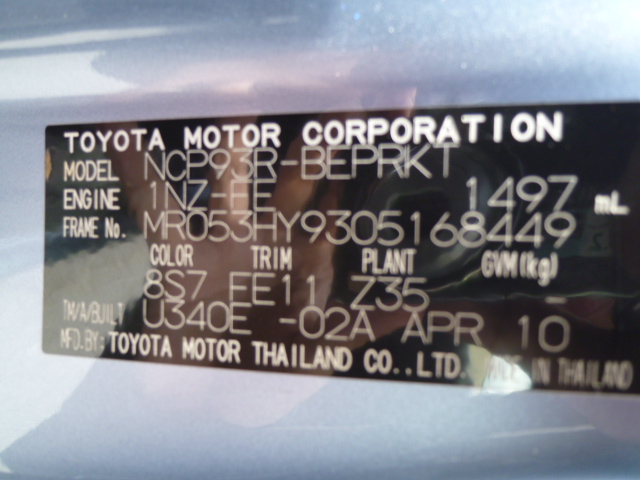 TOYOTA MOTOR CORPORATION
MODEL NCP93R-BEPRKT
ENGINE 1NZ-FE 1497 mL
FRAME No. MR053HY9305168449
COLOR TRIM PLANT GVM(kg)
8S7 FE11 Z35 -
TM/A/BUILT U340E -02A APR 10
MFD.BY: TOYOTA MOTOR THAILAND CO.,LTD. MADE IN THAILAND